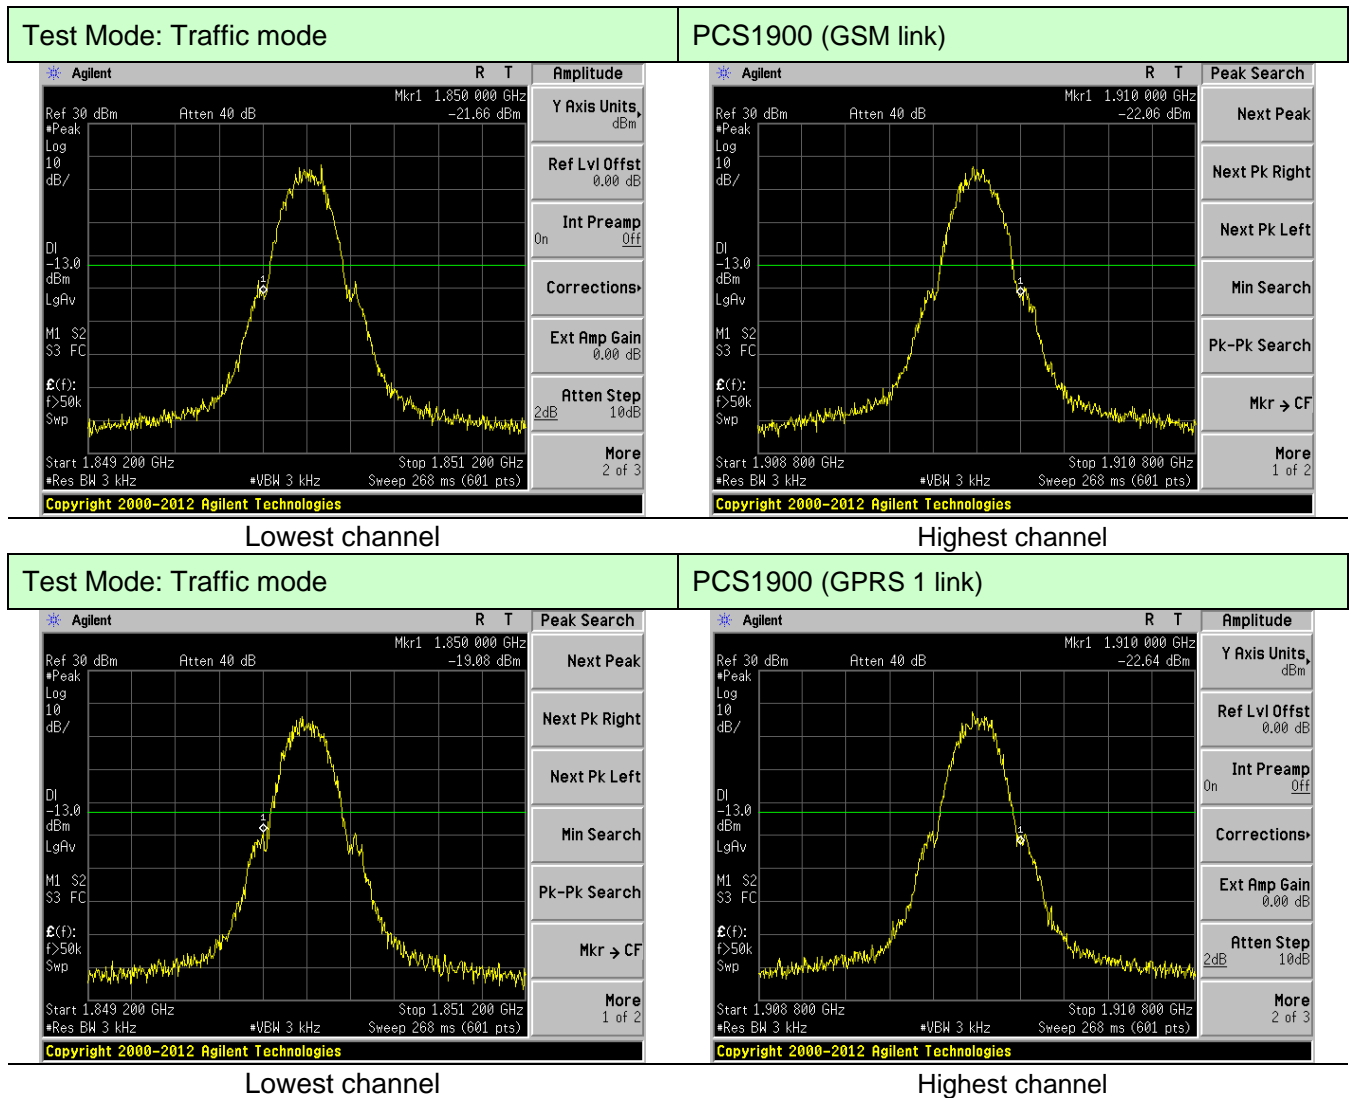 Test Mode: Traffic mode
PCS1900 (GSM link)
Agilent
R T
Amplitude
Mkr1 1.850 000 GHz
Ref 30 dBm
Atten 40 dB
-21.66 dBm
#Peak
Log
10
dB/
DI
-13.0
dBm
LgAv
M1 S2
S3 FC
£(f):
f>50k
Swp
1
Start 1.849 200 GHz
Stop 1.851 200 GHz
#Res BW 3 kHz
#VBW 3 kHz
Sweep 268 ms (601 pts)
Copyright 2000-2012 Agilent Technologies
Y Axis Units
dBm
Ref Lvl Offst
0.00 dB
Int Preamp
On Off
Corrections
Ext Amp Gain
0.00 dB
Atten Step
2dB 10dB
More
2 of 3
Lowest channel
Agilent
R T
Peak Search
Mkr1 1.910 000 GHz
Ref 30 dBm
Atten 40 dB
-22.06 dBm
#Peak
Log
10
dB/
DI
-13.0
dBm
LgAv
M1 S2
S3 FC
£(f):
f>50k
Swp
1
Start 1.908 800 GHz
Stop 1.910 800 GHz
#Res BW 3 kHz
#VBW 3 kHz
Sweep 268 ms (601 pts)
Copyright 2000-2012 Agilent Technologies
Next Peak
Next Pk Right
Next Pk Left
Min Search
Pk-Pk Search
Mkr → CF
More
1 of 2
Highest channel
Test Mode: Traffic mode
PCS1900 (GPRS 1 link)
Agilent
R T
Peak Search
Mkr1 1.850 000 GHz
Ref 30 dBm
Atten 40 dB
-19.08 dBm
#Peak
Log
10
dB/
DI
-13.0
dBm
LgAv
M1 S2
S3 FC
£(f):
f>50k
Swp
1
Start 1.849 200 GHz
Stop 1.851 200 GHz
#Res BW 3 kHz
#VBW 3 kHz
Sweep 268 ms (601 pts)
Copyright 2000-2012 Agilent Technologies
Next Peak
Next Pk Right
Next Pk Left
Min Search
Pk-Pk Search
Mkr → CF
More
1 of 2
Lowest channel
Agilent
R T
Amplitude
Mkr1 1.910 000 GHz
Ref 30 dBm
Atten 40 dB
-22.64 dBm
#Peak
Log
10
dB/
DI
-13.0
dBm
LgAv
M1 S2
S3 FC
£(f):
f>50k
Swp
1
Start 1.908 800 GHz
Stop 1.910 800 GHz
#Res BW 3 kHz
#VBW 3 kHz
Sweep 268 ms (601 pts)
Copyright 2000-2012 Agilent Technologies
Y Axis Units
dBm
Ref Lvl Offst
0.00 dB
Int Preamp
On Off
Corrections
Ext Amp Gain
0.00 dB
Atten Step
2dB 10dB
More
2 of 3
Highest channel